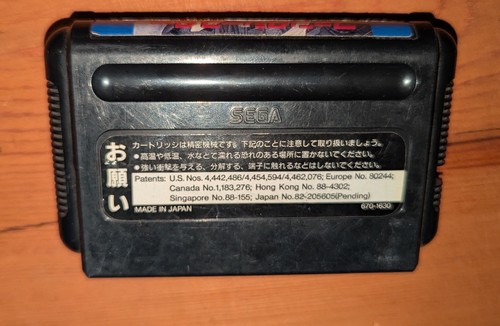 SEGA
お願い
カートリッジは精密機械です。下記のことに注意して取り扱いましょう。
●高温や低温、水などで濡れる恐れのある場所に置かないでください。
●強い衝撃を与える、分解する、端子に触れるなどはしないでください。
Patents: U.S. Nos. 4,442,486/4,454,594/4,462,076; Europe No. 80244;
Canada No.1,183,276; Hong Kong No. 88-4302;
Singapore No.88-155; Japan No.82-205605(Pending)
MADE IN JAPAN
670-1630